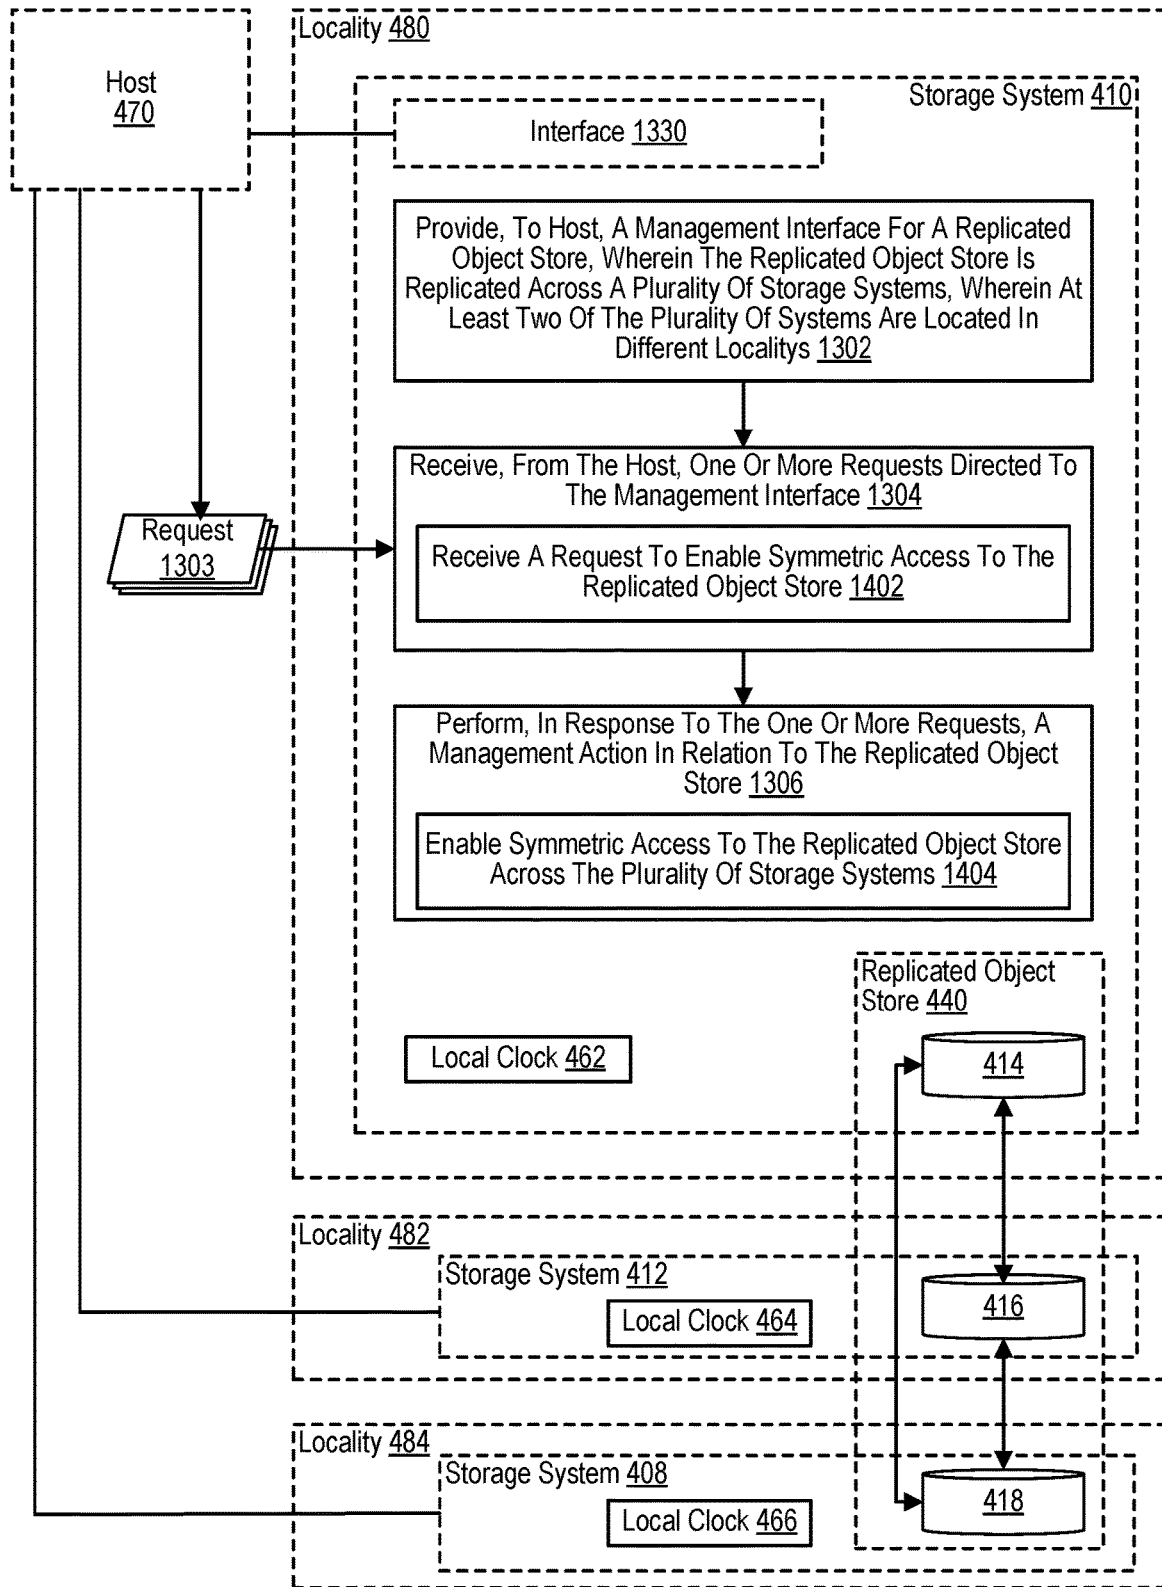 Host
470
Locality 480
Storage System 410
Interface 1330
Provide, To Host, A Management Interface For A Replicated
Object Store, Wherein The Replicated Object Store Is
Replicated Across A Plurality Of Storage Systems, Wherein At
Least Two Of The Plurality Of Systems Are Located In
Different Localitys 1302
Receive, From The Host, One Or More Requests Directed To
The Management Interface 1304
Request
1303
Receive A Request To Enable Symmetric Access To The
Replicated Object Store 1402
Perform, In Response To The One Or More Requests, A
Management Action In Relation To The Replicated Object
Store 1306
Enable Symmetric Access To The Replicated Object Store
Across The Plurality Of Storage Systems 1404
Replicated Object
Store 440
Local Clock 462
414
Locality 482
Storage System 412
Local Clock 464
416
Locality 484
Storage System 408
Local Clock 466
418